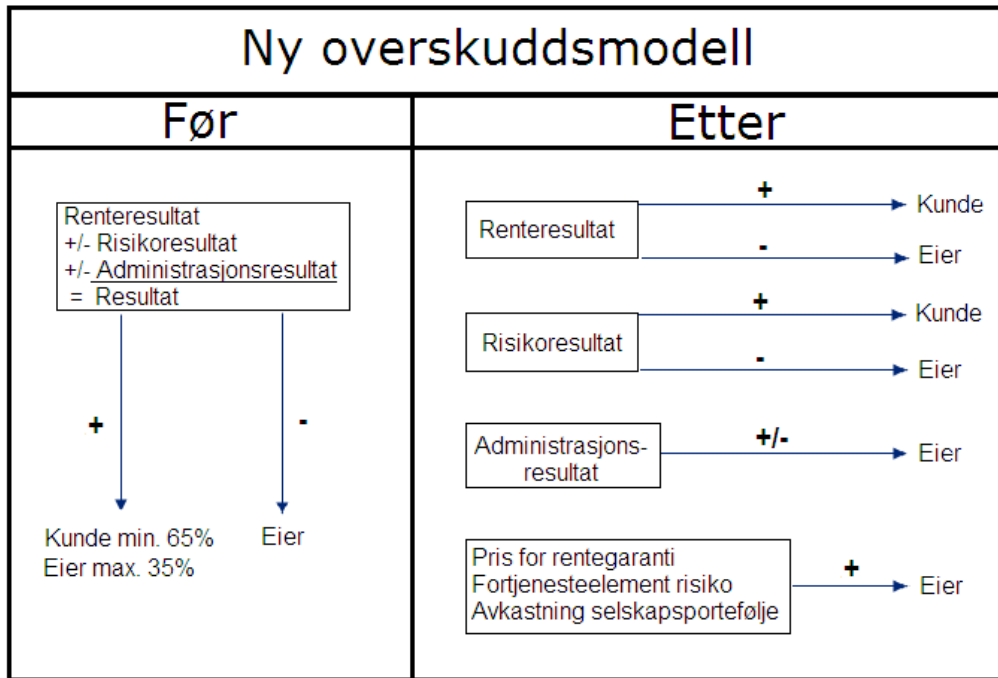 Ny overskuddsmodell
Før
Renteresultat
+/- Risikoresultat
+/- Administrasjonsresultat
= Resultat
+
-
Kunde min. 65%
Eier max. 35%
Eier
Etter
Renteresultat
+
Kunde
-
Eier
Risikoresultat
+
Kunde
-
Eier
Administrasjons-
resultat
+/-
Eier
Pris for rentegaranti
Fortjenesteelement risiko
Avkastning selskapsportefølje
+
Eier